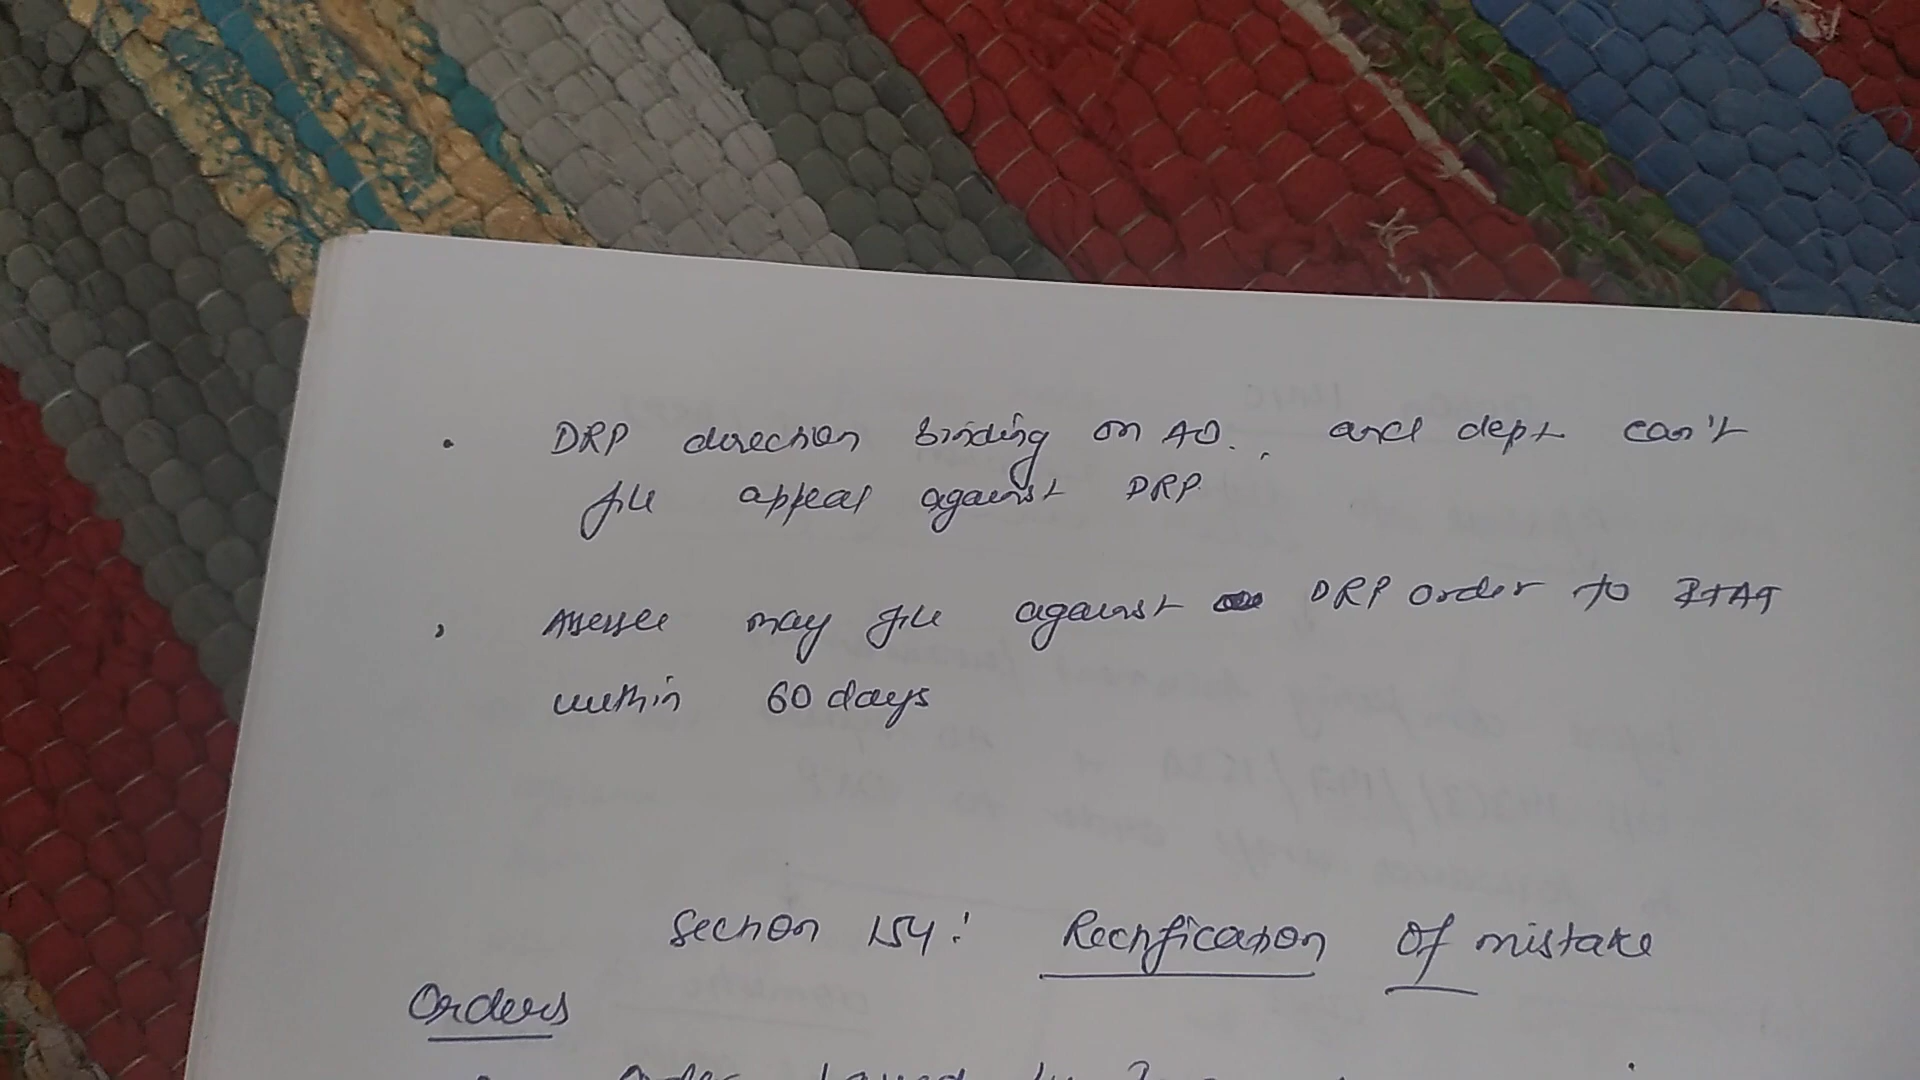 . DRP direction binding on AO., and dept can't
file appeal against DRP.
, Assessee may file against DRP order to ITAT
within 60 days
Section 154: Rectification of mistake
Orders